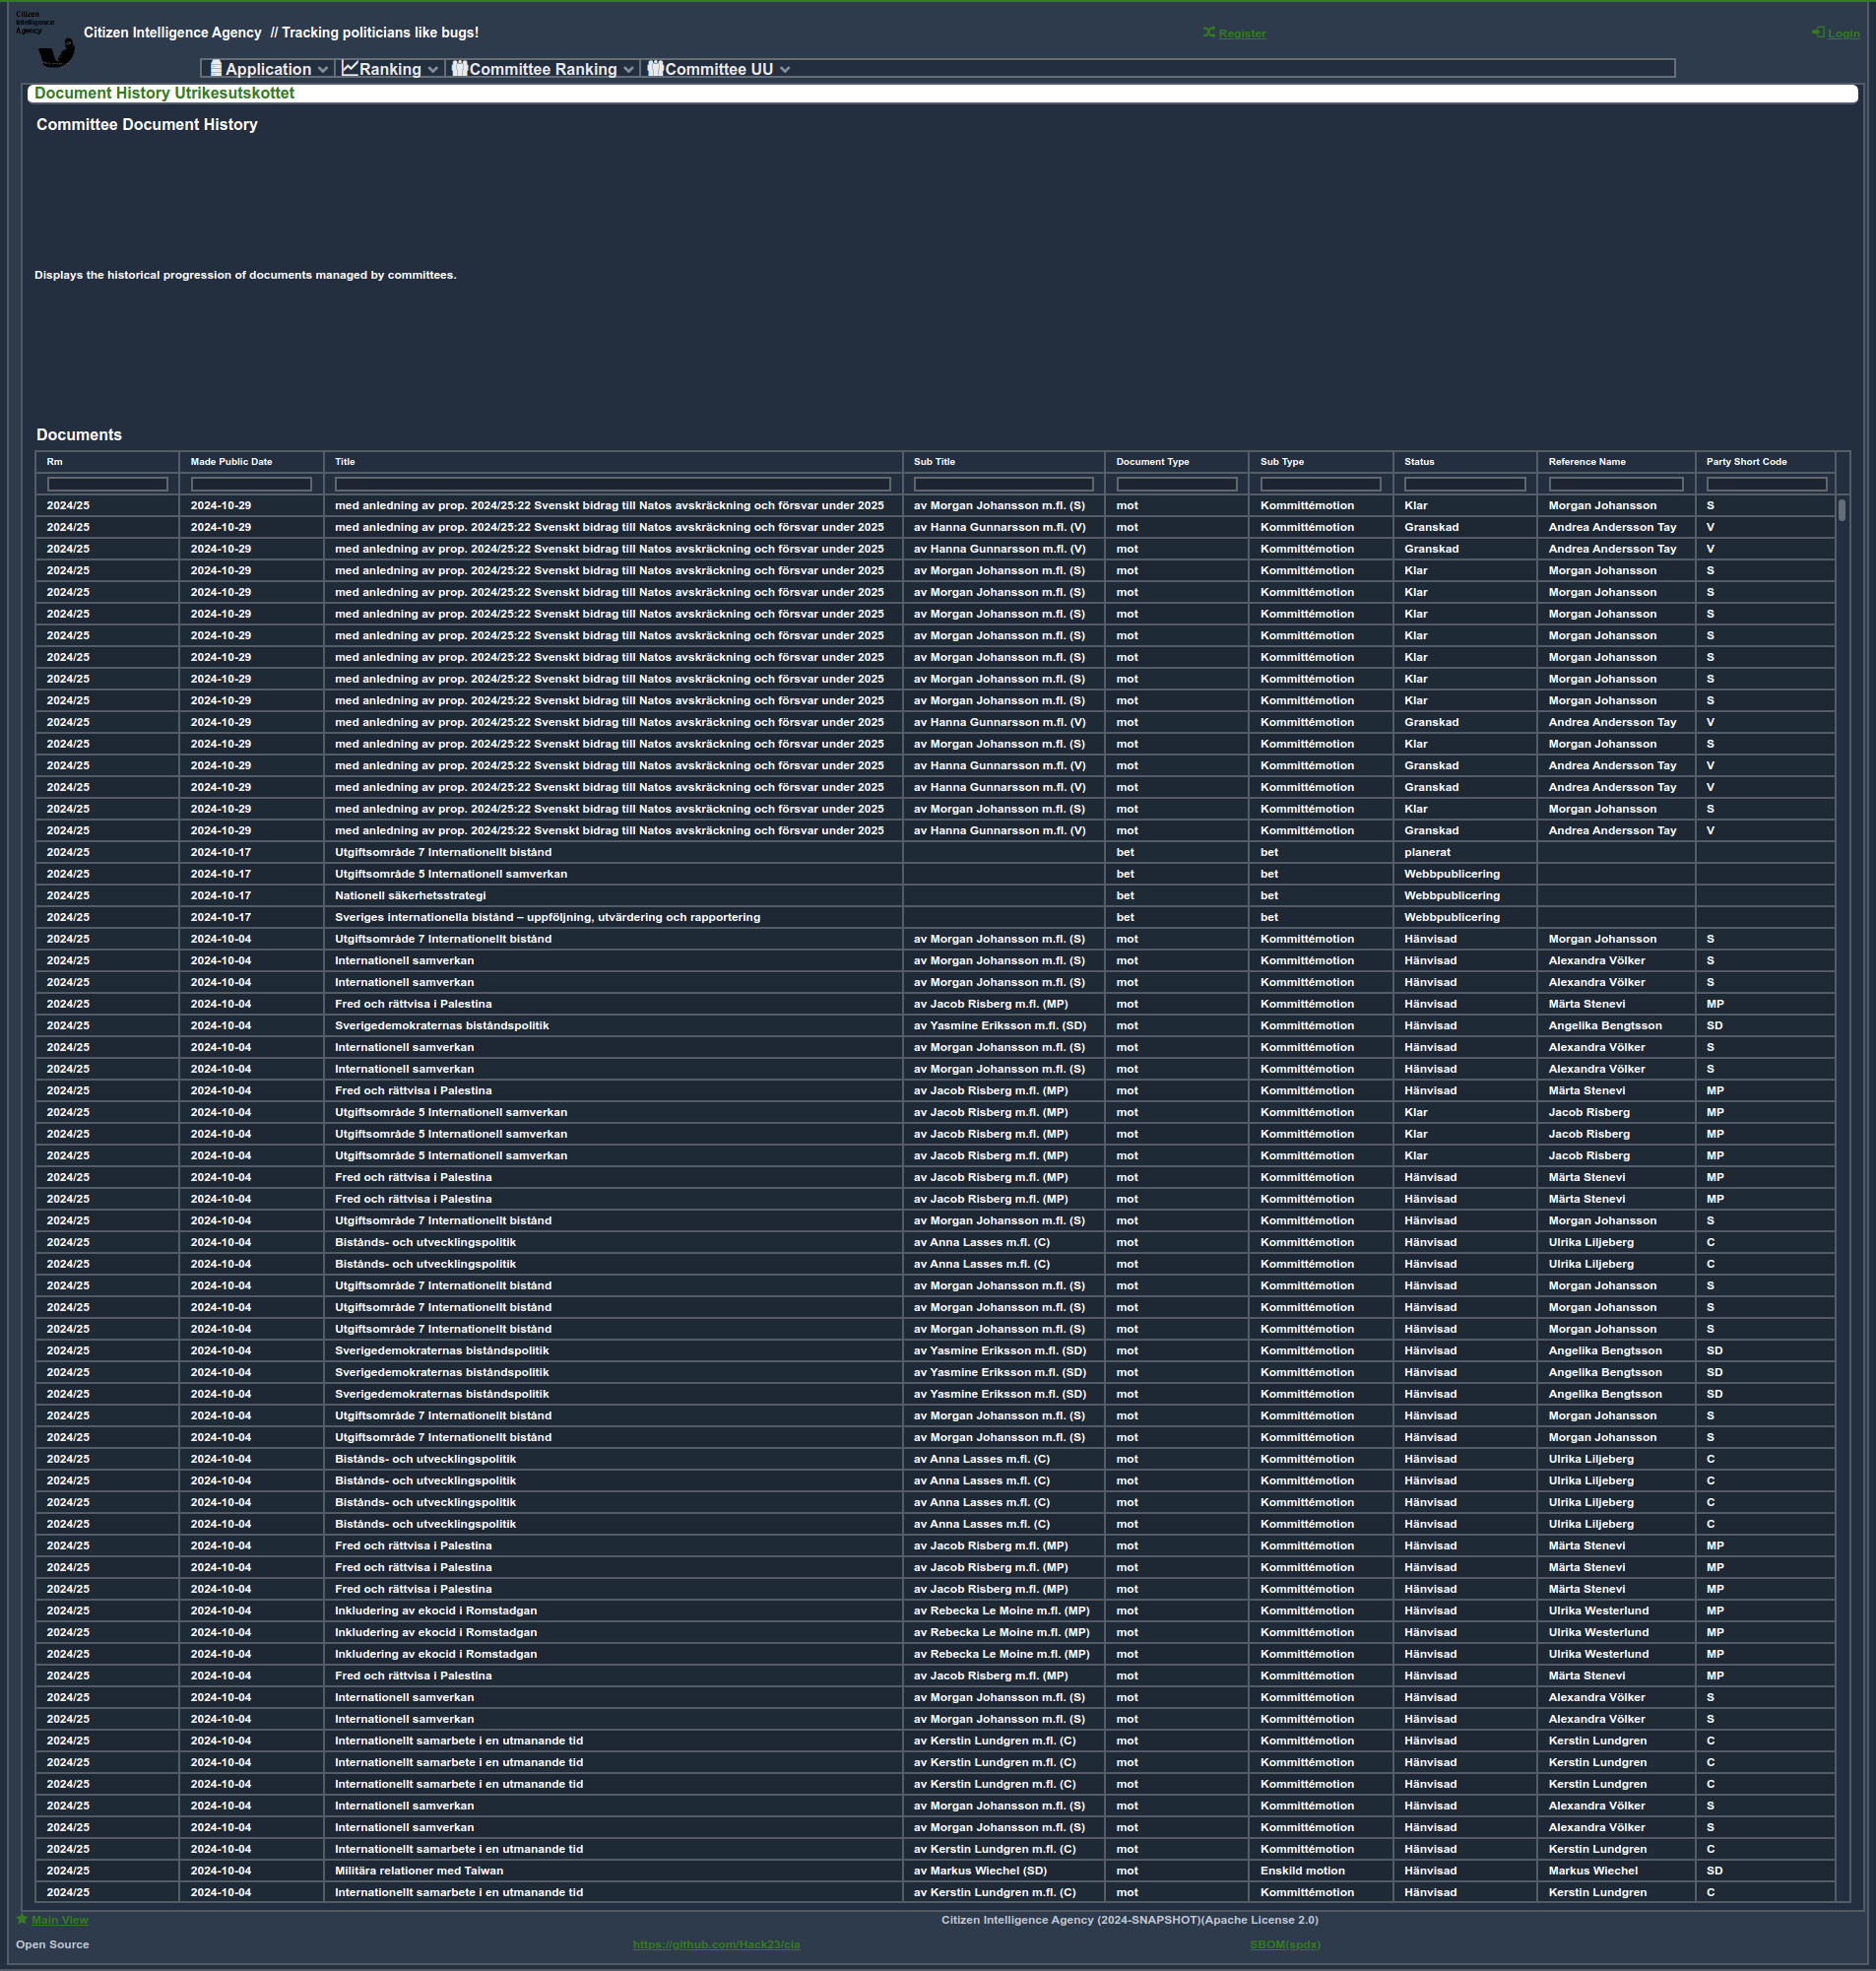 Citizen
Intelligence
Agency
Citizen Intelligence Agency // Tracking politicians like bugs!
Register
Login
Application Ranking Committee Ranking Committee UU
Document History Utrikesutskottet
Committee Document History
Displays the historical progression of documents managed by committees.
Documents
Rm Made Public Date Title Sub Title Document Type Sub Type Status Reference Name Party Short Code
2024/25 2024-10-29 med anledning av prop. 2024/25:22 Svenskt bidrag till Natos avskräckning och försvar under 2025 av Morgan Johansson m.fl. (S) mot Kommittémotion Klar Morgan Johansson S
2024/25 2024-10-29 med anledning av prop. 2024/25:22 Svenskt bidrag till Natos avskräckning och försvar under 2025 av Hanna Gunnarsson m.fl. (V) mot Kommittémotion Granskad Andrea Andersson Tay V
2024/25 2024-10-29 med anledning av prop. 2024/25:22 Svenskt bidrag till Natos avskräckning och försvar under 2025 av Hanna Gunnarsson m.fl. (V) mot Kommittémotion Granskad Andrea Andersson Tay V
2024/25 2024-10-29 med anledning av prop. 2024/25:22 Svenskt bidrag till Natos avskräckning och försvar under 2025 av Morgan Johansson m.fl. (S) mot Kommittémotion Klar Morgan Johansson S
2024/25 2024-10-29 med anledning av prop. 2024/25:22 Svenskt bidrag till Natos avskräckning och försvar under 2025 av Morgan Johansson m.fl. (S) mot Kommittémotion Klar Morgan Johansson S
2024/25 2024-10-29 med anledning av prop. 2024/25:22 Svenskt bidrag till Natos avskräckning och försvar under 2025 av Morgan Johansson m.fl. (S) mot Kommittémotion Klar Morgan Johansson S
2024/25 2024-10-29 med anledning av prop. 2024/25:22 Svenskt bidrag till Natos avskräckning och försvar under 2025 av Morgan Johansson m.fl. (S) mot Kommittémotion Klar Morgan Johansson S
2024/25 2024-10-29 med anledning av prop. 2024/25:22 Svenskt bidrag till Natos avskräckning och försvar under 2025 av Morgan Johansson m.fl. (S) mot Kommittémotion Klar Morgan Johansson S
2024/25 2024-10-29 med anledning av prop. 2024/25:22 Svenskt bidrag till Natos avskräckning och försvar under 2025 av Morgan Johansson m.fl. (S) mot Kommittémotion Klar Morgan Johansson S
2024/25 2024-10-29 med anledning av prop. 2024/25:22 Svenskt bidrag till Natos avskräckning och försvar under 2025 av Morgan Johansson m.fl. (S) mot Kommittémotion Klar Morgan Johansson S
2024/25 2024-10-29 med anledning av prop. 2024/25:22 Svenskt bidrag till Natos avskräckning och försvar under 2025 av Hanna Gunnarsson m.fl. (V) mot Kommittémotion Granskad Andrea Andersson Tay V
2024/25 2024-10-29 med anledning av prop. 2024/25:22 Svenskt bidrag till Natos avskräckning och försvar under 2025 av Morgan Johansson m.fl. (S) mot Kommittémotion Klar Morgan Johansson S
2024/25 2024-10-29 med anledning av prop. 2024/25:22 Svenskt bidrag till Natos avskräckning och försvar under 2025 av Hanna Gunnarsson m.fl. (V) mot Kommittémotion Granskad Andrea Andersson Tay V
2024/25 2024-10-29 med anledning av prop. 2024/25:22 Svenskt bidrag till Natos avskräckning och försvar under 2025 av Hanna Gunnarsson m.fl. (V) mot Kommittémotion Granskad Andrea Andersson Tay V
2024/25 2024-10-29 med anledning av prop. 2024/25:22 Svenskt bidrag till Natos avskräckning och försvar under 2025 av Morgan Johansson m.fl. (S) mot Kommittémotion Klar Morgan Johansson S
2024/25 2024-10-29 med anledning av prop. 2024/25:22 Svenskt bidrag till Natos avskräckning och försvar under 2025 av Hanna Gunnarsson m.fl. (V) mot Kommittémotion Granskad Andrea Andersson Tay V
2024/25 2024-10-17 Utgiftsområde 7 Internationellt bistånd bet bet planerat
2024/25 2024-10-17 Utgiftsområde 5 Internationell samverkan bet bet Webbpublicering
2024/25 2024-10-17 Nationell säkerhetsstrategi bet bet Webbpublicering
2024/25 2024-10-17 Sveriges internationella bistånd – uppföljning, utvärdering och rapportering bet bet Webbpublicering
2024/25 2024-10-04 Utgiftsområde 7 Internationellt bistånd av Morgan Johansson m.fl. (S) mot Kommittémotion Hänvisad Morgan Johansson S
2024/25 2024-10-04 Internationell samverkan av Morgan Johansson m.fl. (S) mot Kommittémotion Hänvisad Alexandra Völker S
2024/25 2024-10-04 Internationell samverkan av Morgan Johansson m.fl. (S) mot Kommittémotion Hänvisad Alexandra Völker S
2024/25 2024-10-04 Fred och rättvisa i Palestina av Jacob Risberg m.fl. (MP) mot Kommittémotion Hänvisad Märta Stenevi MP
2024/25 2024-10-04 Sverigedemokraternas biståndspolitik av Yasmine Eriksson m.fl. (SD) mot Kommittémotion Hänvisad Angelika Bengtsson SD
2024/25 2024-10-04 Internationell samverkan av Morgan Johansson m.fl. (S) mot Kommittémotion Hänvisad Alexandra Völker S
2024/25 2024-10-04 Internationell samverkan av Morgan Johansson m.fl. (S) mot Kommittémotion Hänvisad Alexandra Völker S
2024/25 2024-10-04 Fred och rättvisa i Palestina av Jacob Risberg m.fl. (MP) mot Kommittémotion Hänvisad Märta Stenevi MP
2024/25 2024-10-04 Utgiftsområde 5 Internationell samverkan av Jacob Risberg m.fl. (MP) mot Kommittémotion Klar Jacob Risberg MP
2024/25 2024-10-04 Utgiftsområde 5 Internationell samverkan av Jacob Risberg m.fl. (MP) mot Kommittémotion Klar Jacob Risberg MP
2024/25 2024-10-04 Utgiftsområde 5 Internationell samverkan av Jacob Risberg m.fl. (MP) mot Kommittémotion Klar Jacob Risberg MP
2024/25 2024-10-04 Fred och rättvisa i Palestina av Jacob Risberg m.fl. (MP) mot Kommittémotion Hänvisad Märta Stenevi MP
2024/25 2024-10-04 Fred och rättvisa i Palestina av Jacob Risberg m.fl. (MP) mot Kommittémotion Hänvisad Märta Stenevi MP
2024/25 2024-10-04 Utgiftsområde 7 Internationellt bistånd av Morgan Johansson m.fl. (S) mot Kommittémotion Hänvisad Morgan Johansson S
2024/25 2024-10-04 Bistånds- och utvecklingspolitik av Anna Lasses m.fl. (C) mot Kommittémotion Hänvisad Ulrika Liljeberg C
2024/25 2024-10-04 Bistånds- och utvecklingspolitik av Anna Lasses m.fl. (C) mot Kommittémotion Hänvisad Ulrika Liljeberg C
2024/25 2024-10-04 Utgiftsområde 7 Internationellt bistånd av Morgan Johansson m.fl. (S) mot Kommittémotion Hänvisad Morgan Johansson S
2024/25 2024-10-04 Utgiftsområde 7 Internationellt bistånd av Morgan Johansson m.fl. (S) mot Kommittémotion Hänvisad Morgan Johansson S
2024/25 2024-10-04 Utgiftsområde 7 Internationellt bistånd av Morgan Johansson m.fl. (S) mot Kommittémotion Hänvisad Morgan Johansson S
2024/25 2024-10-04 Sverigedemokraternas biståndspolitik av Yasmine Eriksson m.fl. (SD) mot Kommittémotion Hänvisad Angelika Bengtsson SD
2024/25 2024-10-04 Sverigedemokraternas biståndspolitik av Yasmine Eriksson m.fl. (SD) mot Kommittémotion Hänvisad Angelika Bengtsson SD
2024/25 2024-10-04 Sverigedemokraternas biståndspolitik av Yasmine Eriksson m.fl. (SD) mot Kommittémotion Hänvisad Angelika Bengtsson SD
2024/25 2024-10-04 Utgiftsområde 7 Internationellt bistånd av Morgan Johansson m.fl. (S) mot Kommittémotion Hänvisad Morgan Johansson S
2024/25 2024-10-04 Utgiftsområde 7 Internationellt bistånd av Morgan Johansson m.fl. (S) mot Kommittémotion Hänvisad Morgan Johansson S
2024/25 2024-10-04 Bistånds- och utvecklingspolitik av Anna Lasses m.fl. (C) mot Kommittémotion Hänvisad Ulrika Liljeberg C
2024/25 2024-10-04 Bistånds- och utvecklingspolitik av Anna Lasses m.fl. (C) mot Kommittémotion Hänvisad Ulrika Liljeberg C
2024/25 2024-10-04 Bistånds- och utvecklingspolitik av Anna Lasses m.fl. (C) mot Kommittémotion Hänvisad Ulrika Liljeberg C
2024/25 2024-10-04 Bistånds- och utvecklingspolitik av Anna Lasses m.fl. (C) mot Kommittémotion Hänvisad Ulrika Liljeberg C
2024/25 2024-10-04 Fred och rättvisa i Palestina av Jacob Risberg m.fl. (MP) mot Kommittémotion Hänvisad Märta Stenevi MP
2024/25 2024-10-04 Fred och rättvisa i Palestina av Jacob Risberg m.fl. (MP) mot Kommittémotion Hänvisad Märta Stenevi MP
2024/25 2024-10-04 Fred och rättvisa i Palestina av Jacob Risberg m.fl. (MP) mot Kommittémotion Hänvisad Märta Stenevi MP
2024/25 2024-10-04 Inkludering av ekocid i Romstadgan av Rebecka Le Moine m.fl. (MP) mot Kommittémotion Hänvisad Ulrika Westerlund MP
2024/25 2024-10-04 Inkludering av ekocid i Romstadgan av Rebecka Le Moine m.fl. (MP) mot Kommittémotion Hänvisad Ulrika Westerlund MP
2024/25 2024-10-04 Inkludering av ekocid i Romstadgan av Rebecka Le Moine m.fl. (MP) mot Kommittémotion Hänvisad Ulrika Westerlund MP
2024/25 2024-10-04 Fred och rättvisa i Palestina av Jacob Risberg m.fl. (MP) mot Kommittémotion Hänvisad Märta Stenevi MP
2024/25 2024-10-04 Internationell samverkan av Morgan Johansson m.fl. (S) mot Kommittémotion Hänvisad Alexandra Völker S
2024/25 2024-10-04 Internationell samverkan av Morgan Johansson m.fl. (S) mot Kommittémotion Hänvisad Alexandra Völker S
2024/25 2024-10-04 Internationellt samarbete i en utmanande tid av Kerstin Lundgren m.fl. (C) mot Kommittémotion Hänvisad Kerstin Lundgren C
2024/25 2024-10-04 Internationellt samarbete i en utmanande tid av Kerstin Lundgren m.fl. (C) mot Kommittémotion Hänvisad Kerstin Lundgren C
2024/25 2024-10-04 Internationellt samarbete i en utmanande tid av Kerstin Lundgren m.fl. (C) mot Kommittémotion Hänvisad Kerstin Lundgren C
2024/25 2024-10-04 Internationell samverkan av Morgan Johansson m.fl. (S) mot Kommittémotion Hänvisad Alexandra Völker S
2024/25 2024-10-04 Internationell samverkan av Morgan Johansson m.fl. (S) mot Kommittémotion Hänvisad Alexandra Völker S
2024/25 2024-10-04 Internationellt samarbete i en utmanande tid av Kerstin Lundgren m.fl. (C) mot Kommittémotion Hänvisad Kerstin Lundgren C
2024/25 2024-10-04 Militära relationer med Taiwan av Markus Wiechel (SD) mot Enskild motion Hänvisad Markus Wiechel SD
2024/25 2024-10-04 Internationellt samarbete i en utmanande tid av Kerstin Lundgren m.fl. (C) mot Kommittémotion Hänvisad Kerstin Lundgren C
Main View Citizen Intelligence Agency (2024-SNAPSHOT)(Apache License 2.0)
Open Source https://github.com/Hack23/cia SBOM(spdx)